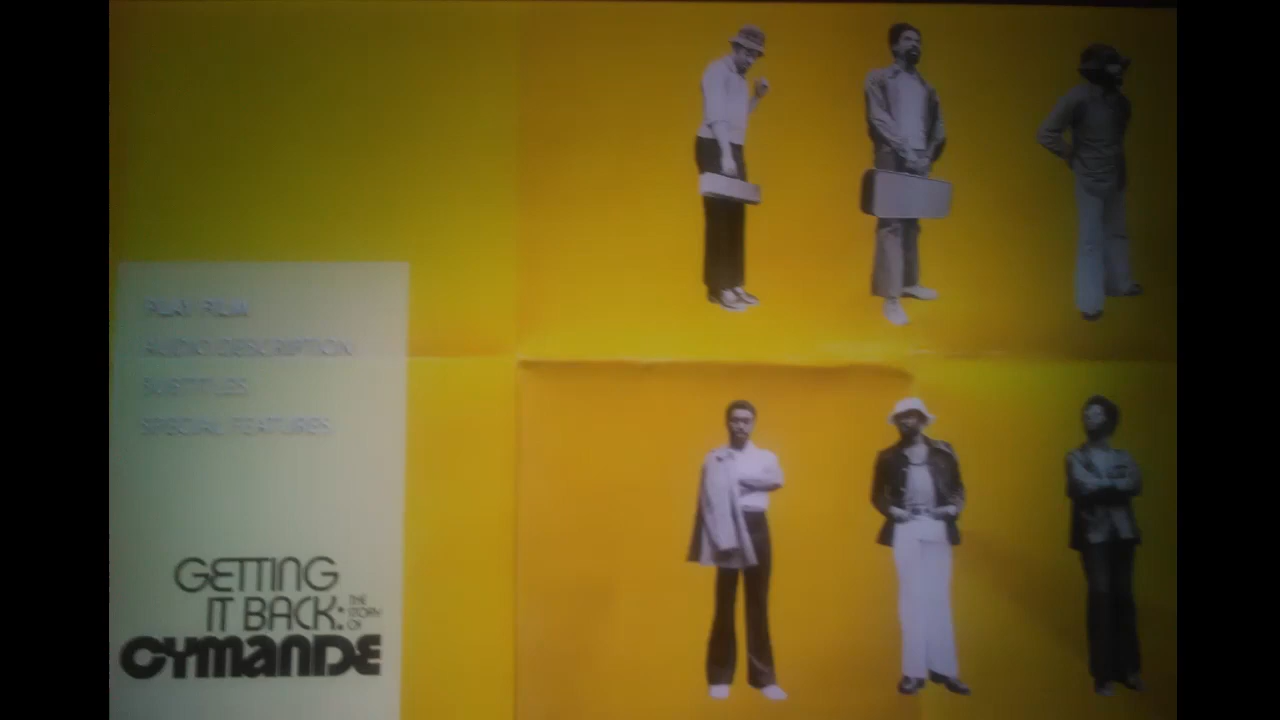 PLAY FILM
AUDIO DESCRIPTION
SUBTITLES
SPECIAL FEATURES
GETTING
IT BACK: THE STORY OF
CYMANDE